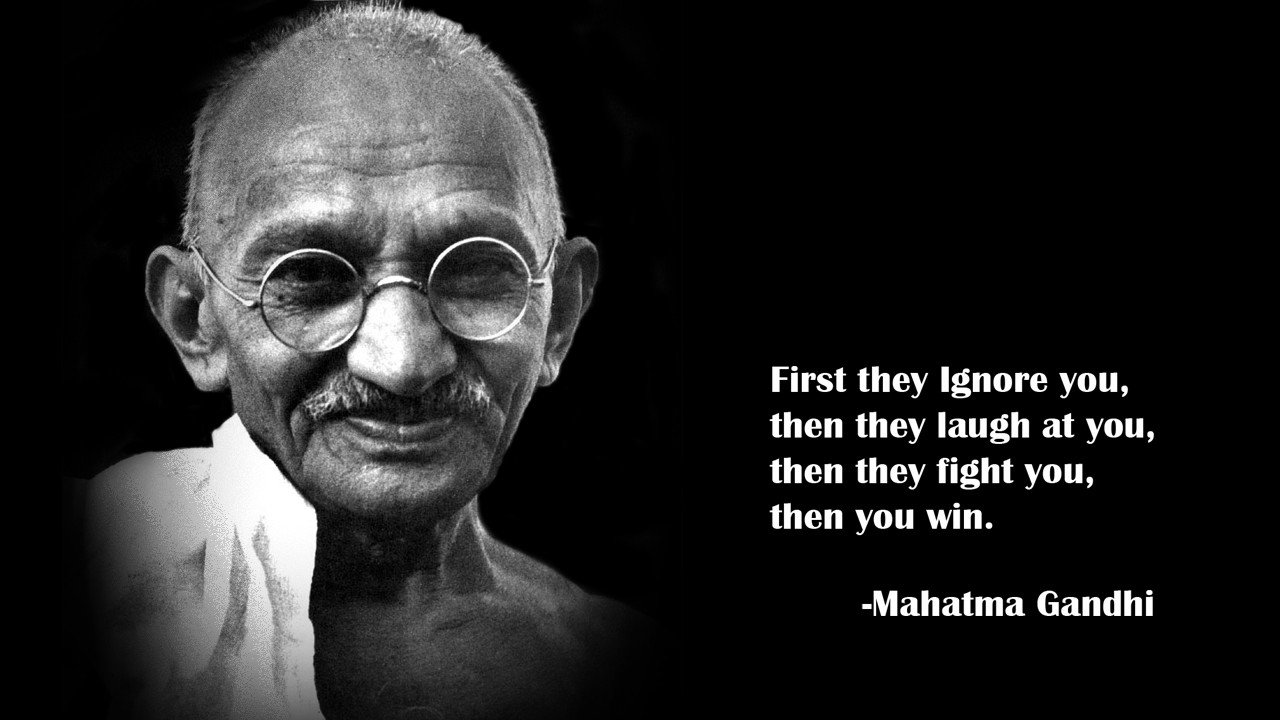 First they Ignore you,
then they laugh at you,
then they fight you,
then you win.
-Mahatma Gandhi